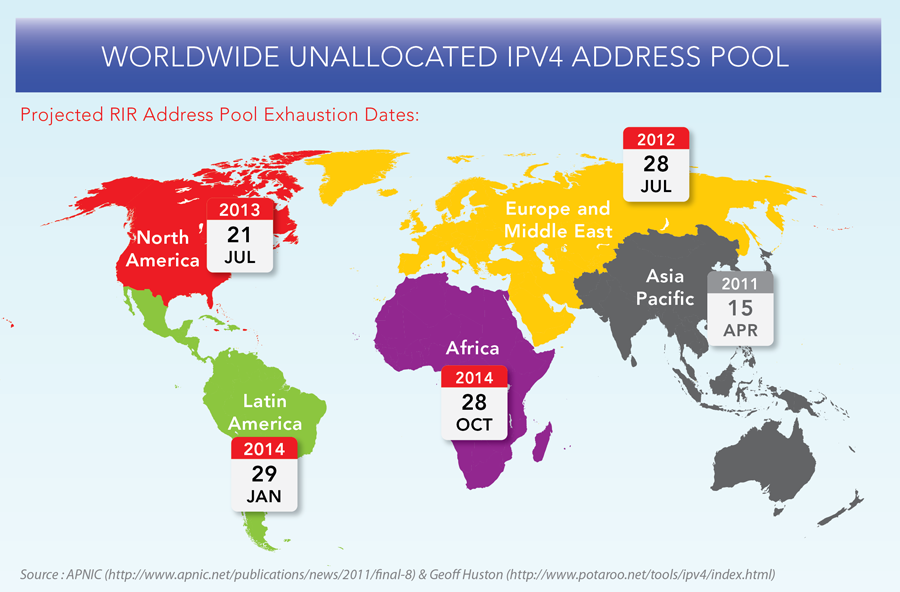 WORLDWIDE UNALLOCATED IPV4 ADDRESS POOL
Projected RIR Address Pool Exhaustion Dates:
2012
28
JUL
2013
21
JUL
North
America
Europe and
Middle East
Asia
Pacific
2011
15
APR
Africa
2014
28
OCT
Latin
America
2014
29
JAN
Source : APNIC (http://www.apnic.net/publications/news/2011/final-8) & Geoff Huston (http://www.potaroo.net/tools/ipv4/index.html)